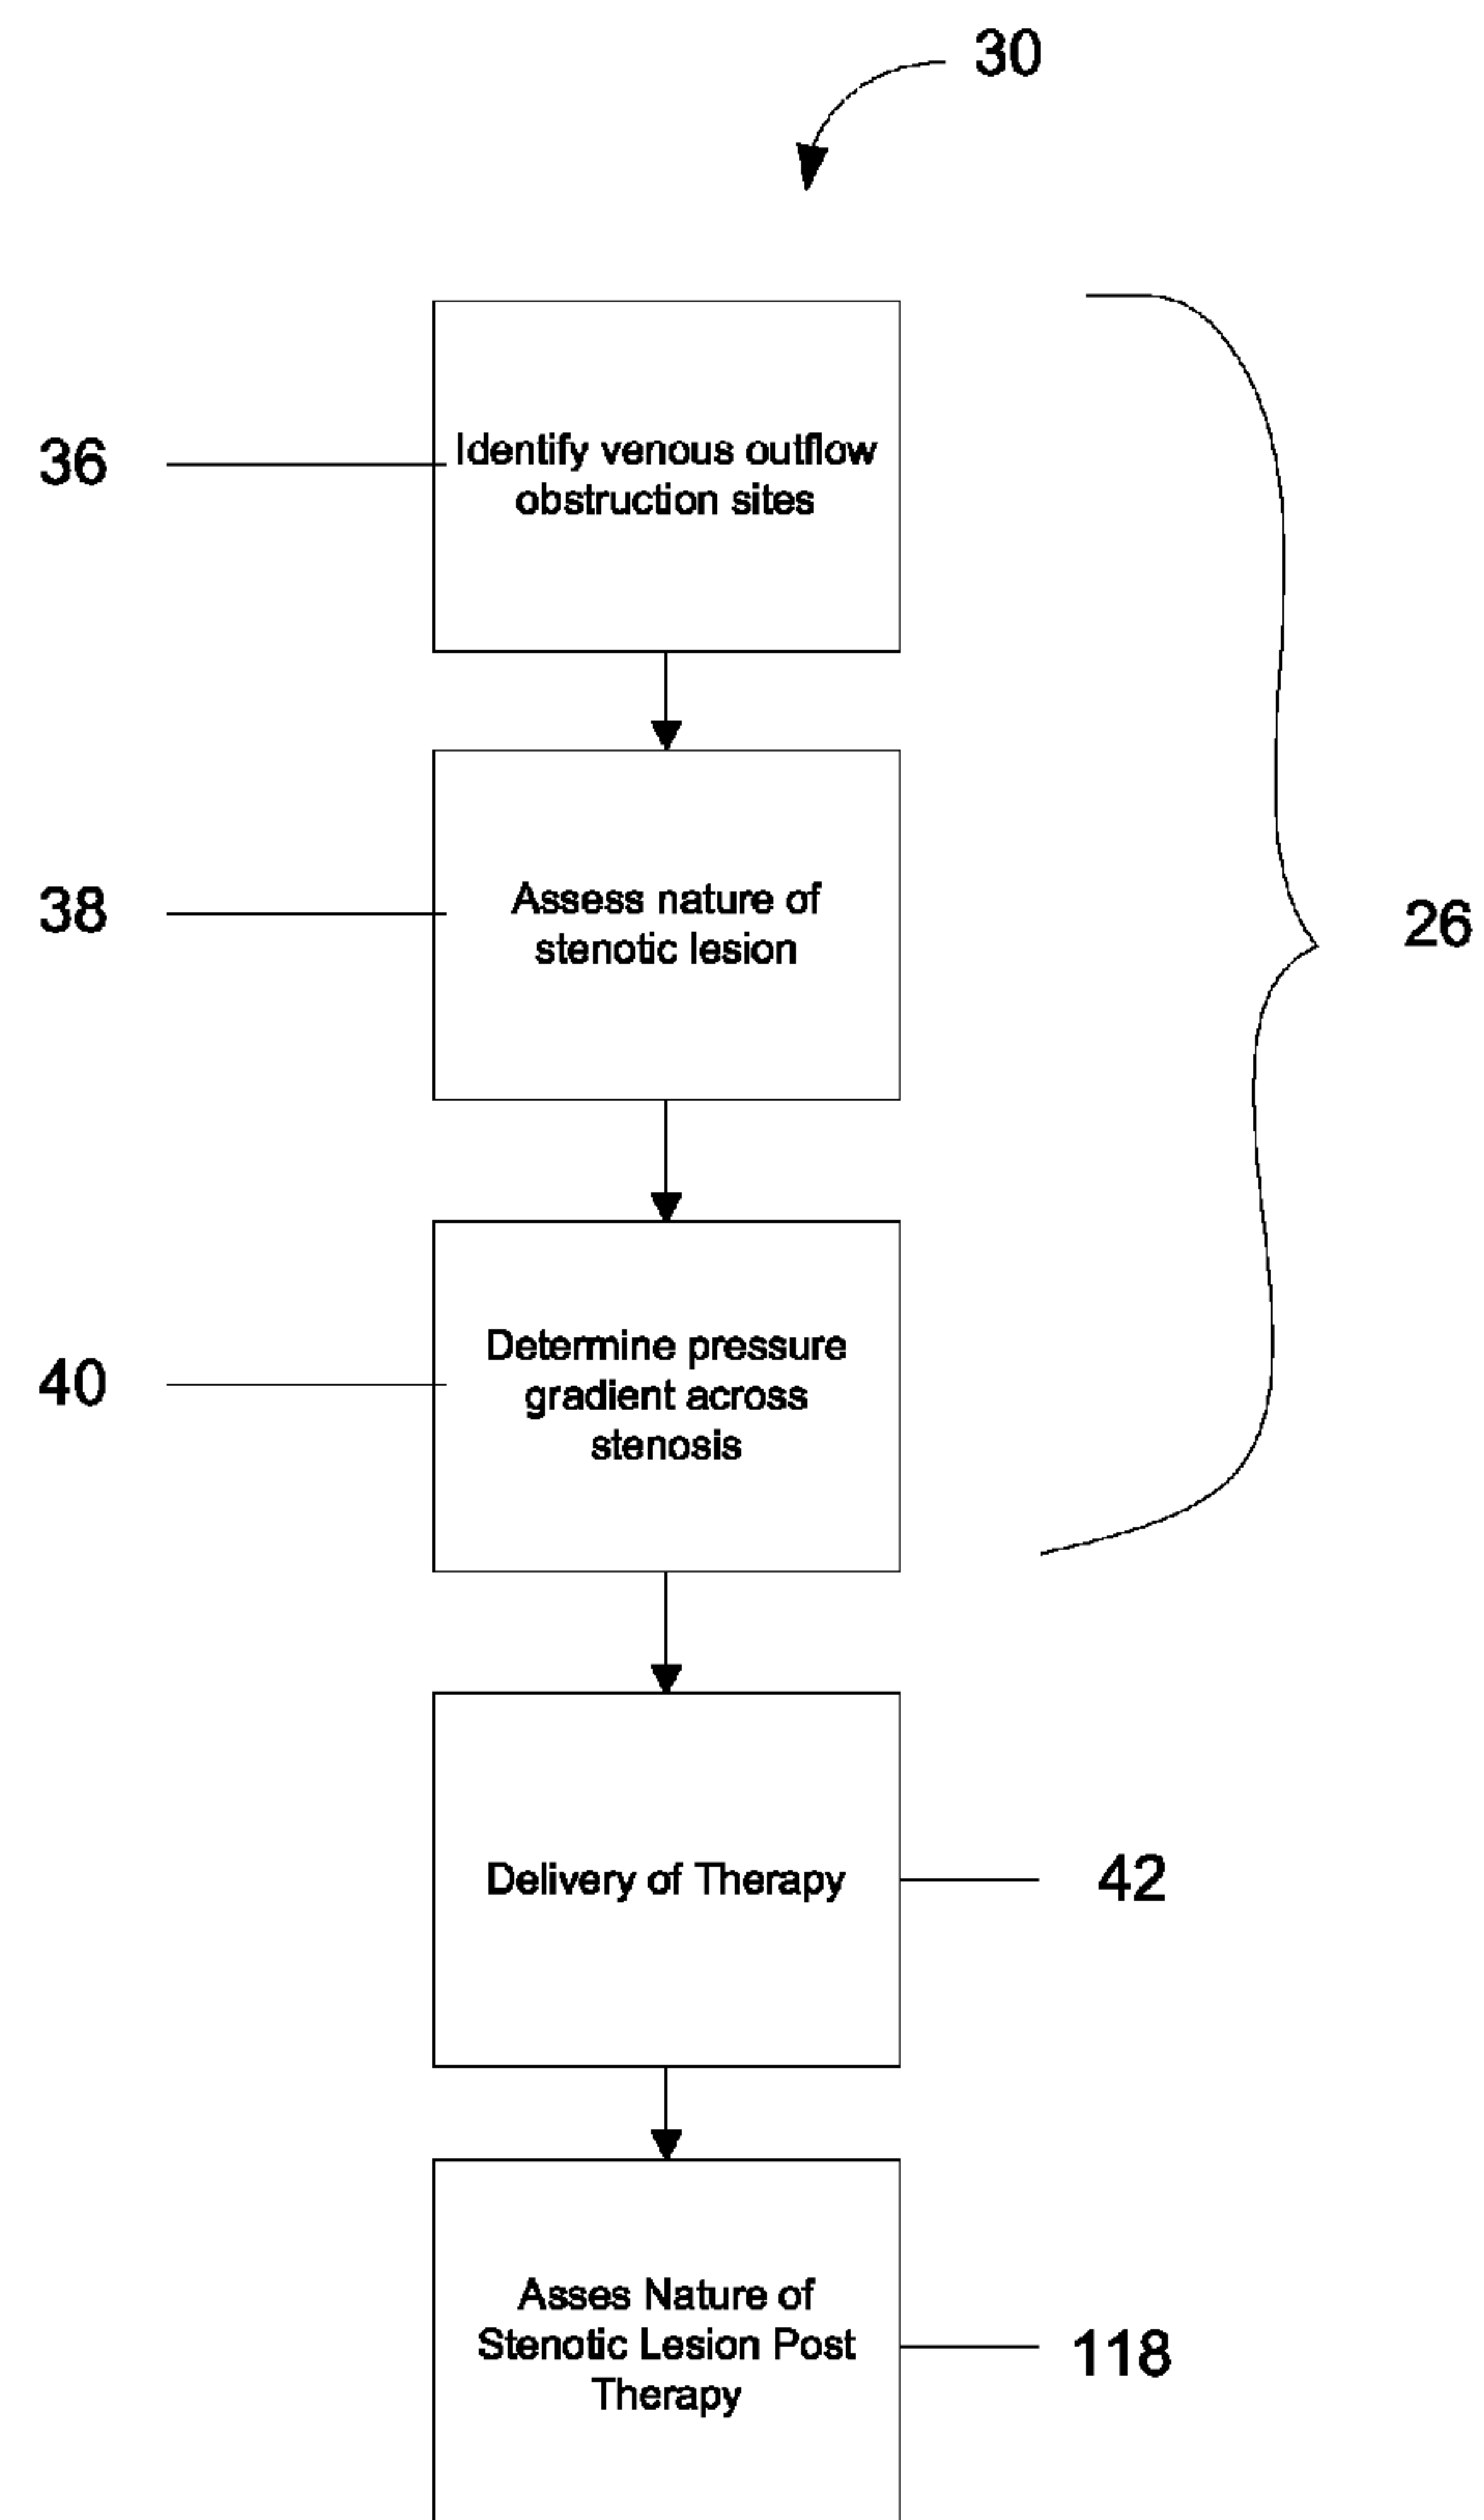 30
36
Identify venous outflow
obstruction sites
38
Assess nature of
stenotic lesion
26
40
Determine pressure
gradient across
stenosis
Delivery of Therapy
42
Asses Nature of
Stenotic Lesion Post
Therapy
118